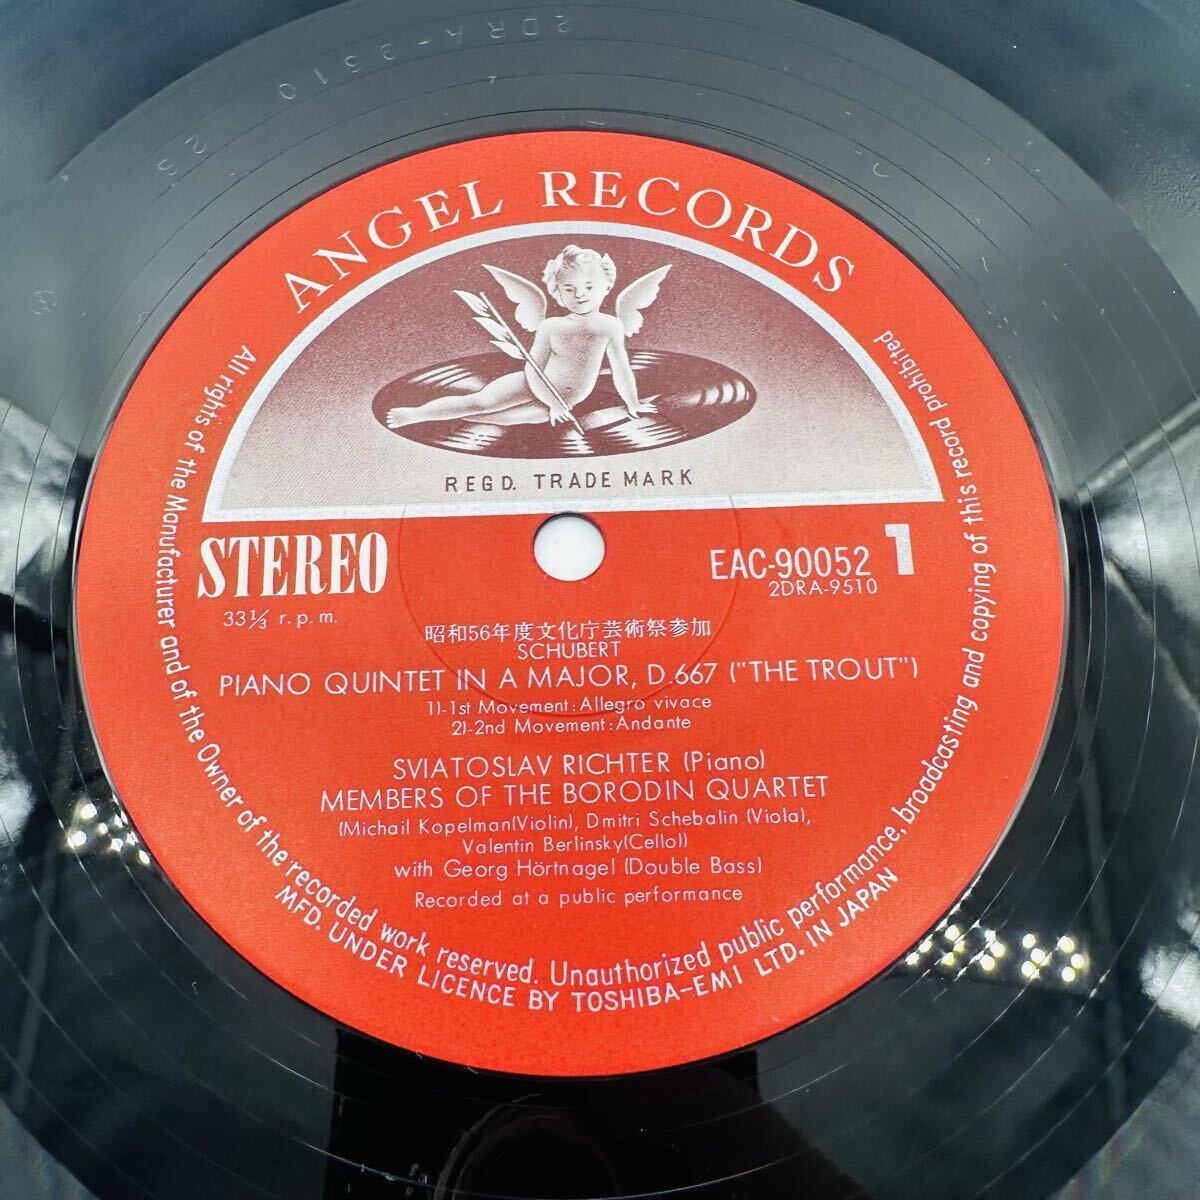 2DRA-9510
2S
ANGEL RECORDS
REGD. TRADE MARK
STEREO
33⅓ r.p.m.
EAC-90052 1
2DRA-9510
昭和56年度文化庁芸術祭参加
SCHUBERT
PIANO QUINTET IN A MAJOR, D.667 ("THE TROUT")
1)-1st Movement: Allegro vivace
2)-2nd Movement: Andante
SVIATOSLAV RICHTER (Piano)
MEMBERS OF THE BORODIN QUARTET
(Michail Kopelman(Violin), Dmitri Schebalin (Viola),
Valentin Berlinsky(Cello))
with Georg Hörtnagel (Double Bass)
Recorded at a public performance
All rights of the Manufacturer and of the Owner of the recorded work reserved. Unauthorized public performance, broadcasting and copying of this record prohibited
MFD. UNDER LICENCE BY TOSHIBA-EMI LTD. IN JAPAN